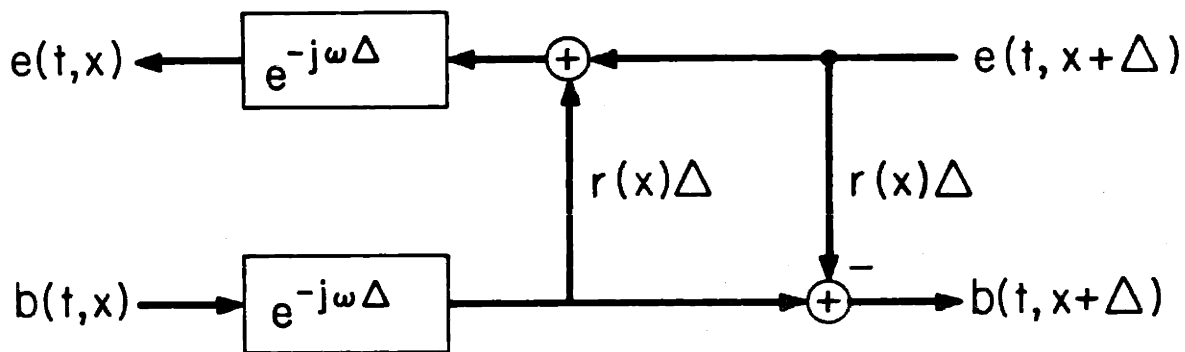 e(t,x)
e^{-jωΔ}
+
e(t, x+Δ)
r(x)Δ
r(x)Δ
b(t,x)
e^{-jωΔ}
+
−
b(t, x+Δ)